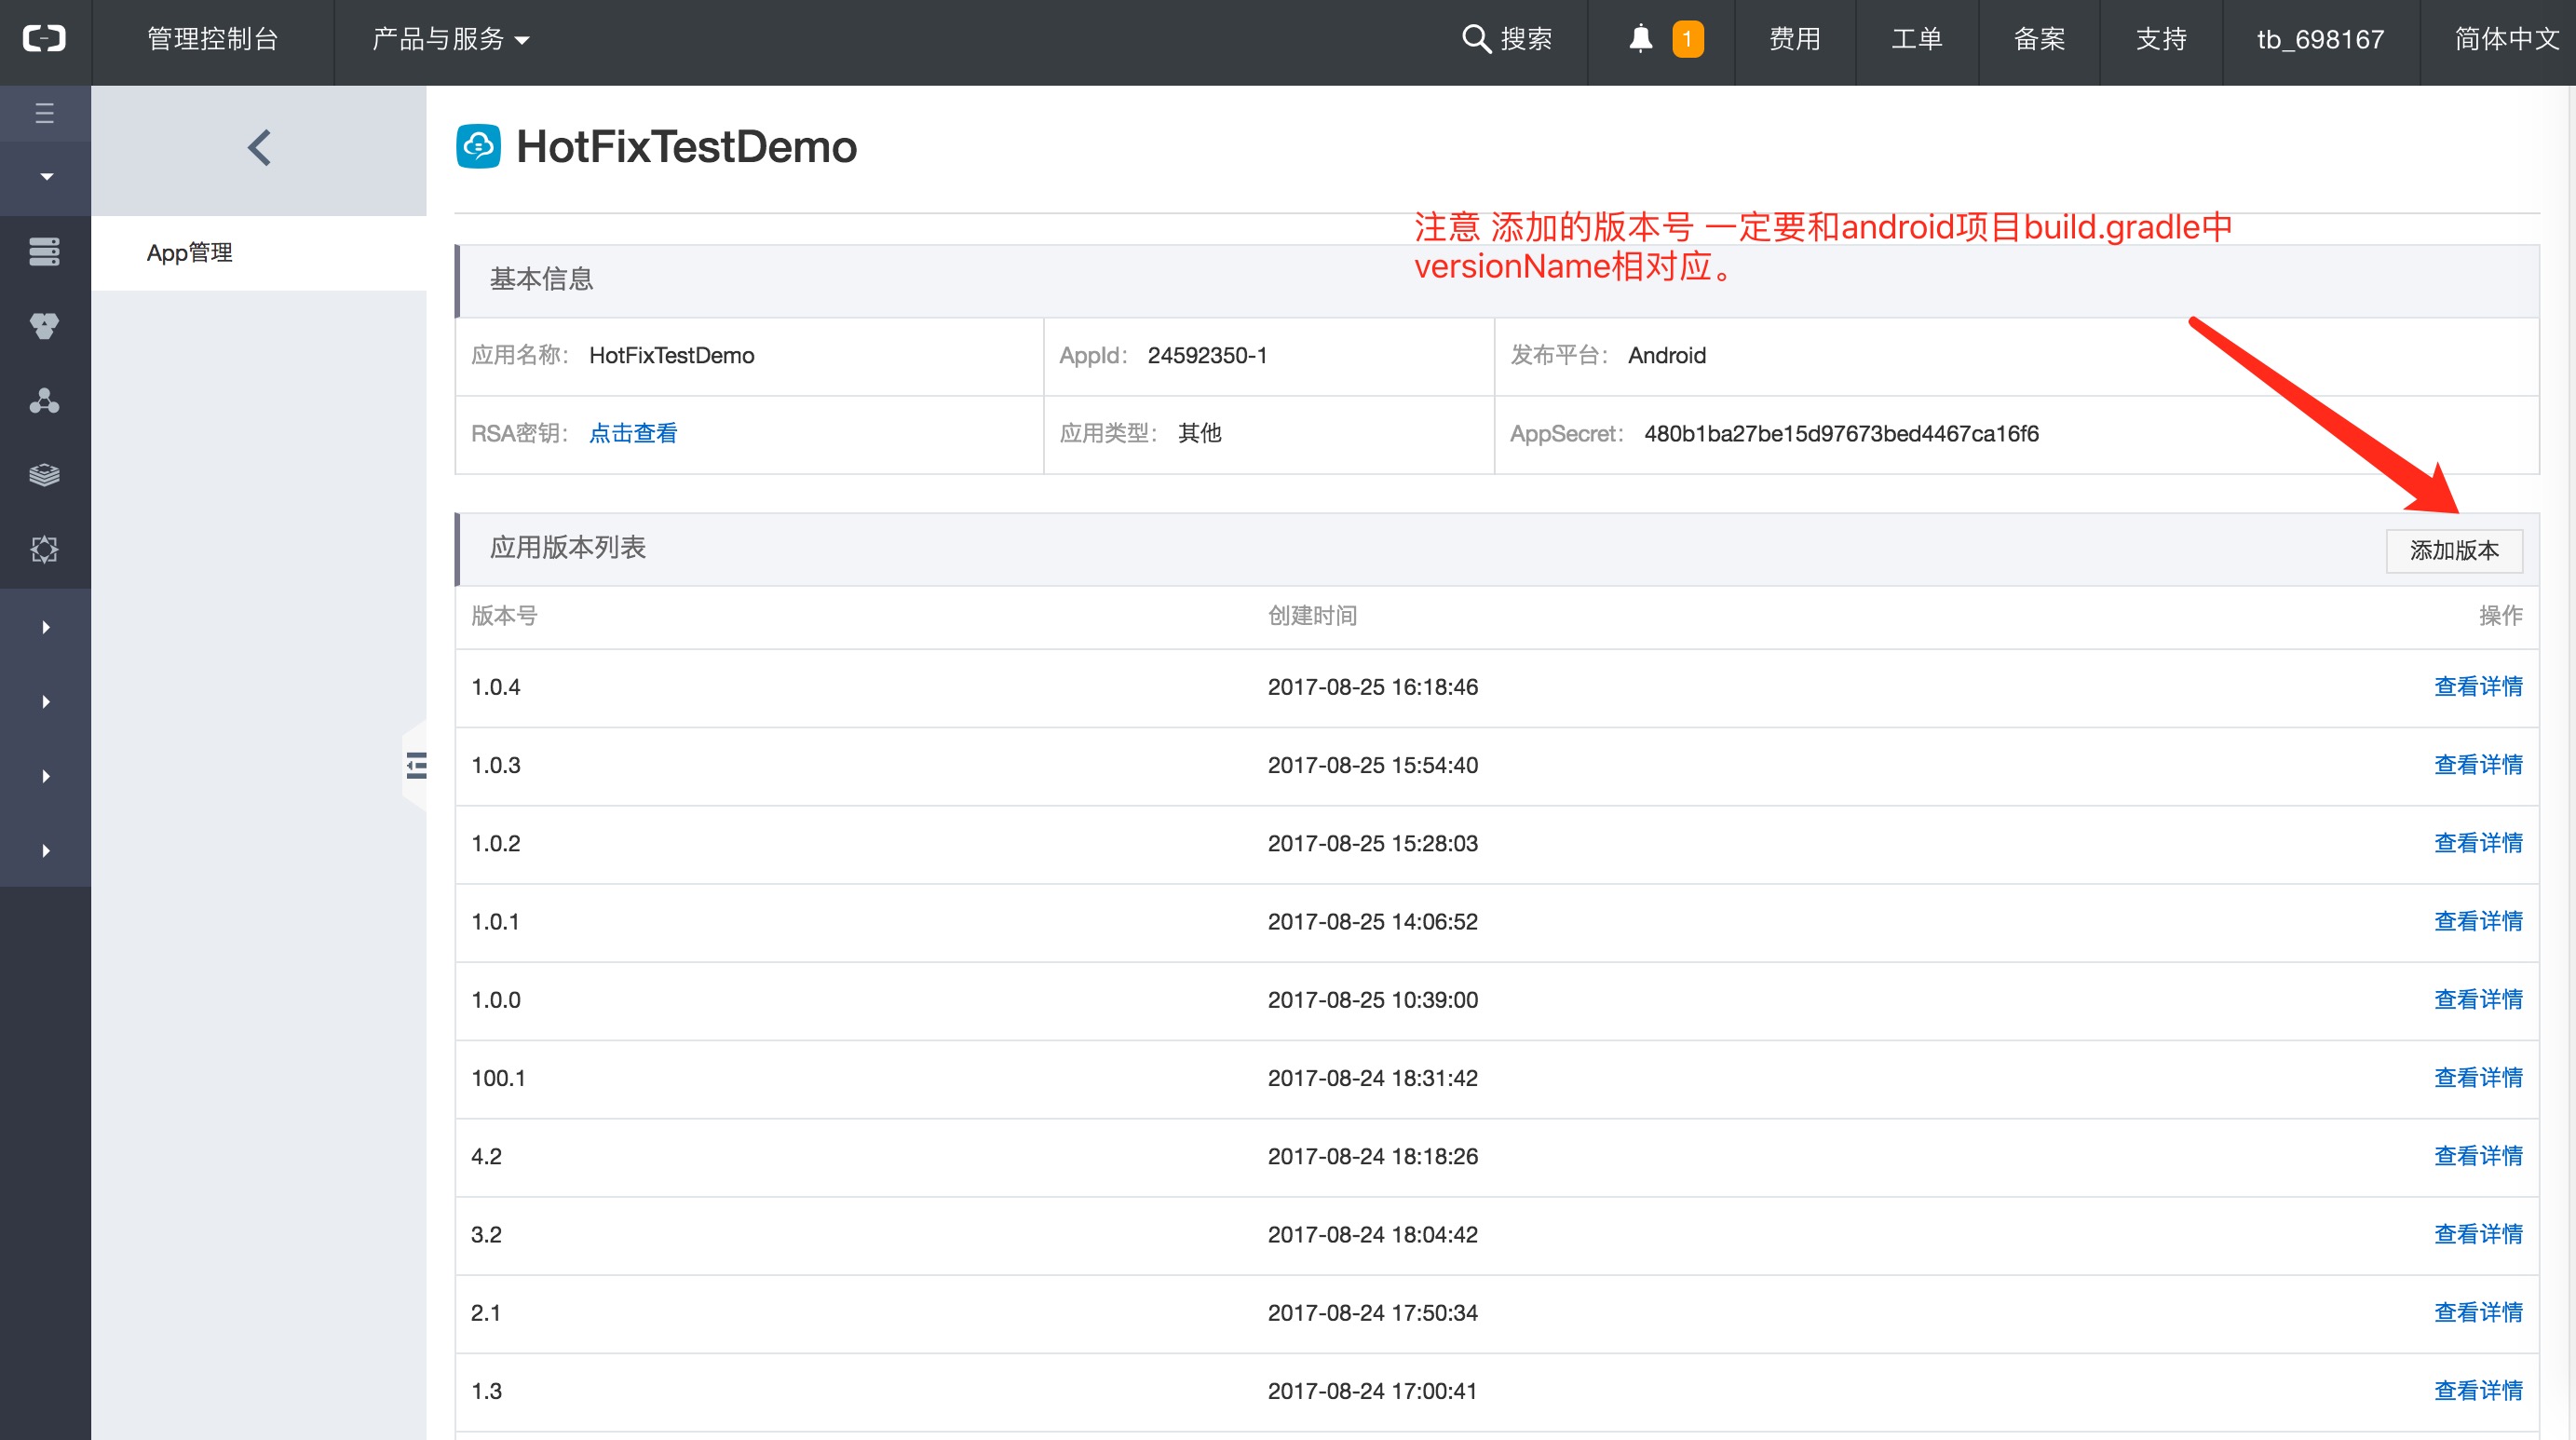 管理控制台 产品与服务 搜索 1 费用 工单 备案 支持 tb_698167 简体中文
HotFixTestDemo
App管理
注意 添加的版本号 一定要和android项目build.gradle中
versionName相对应。
基本信息
应用名称： HotFixTestDemo AppId： 24592350-1 发布平台： Android
RSA密钥： 点击查看 应用类型： 其他 AppSecret： 480b1ba27be15d97673bed4467ca16f6
应用版本列表 添加版本
版本号 创建时间 操作
1.0.4 2017-08-25 16:18:46 查看详情
1.0.3 2017-08-25 15:54:40 查看详情
1.0.2 2017-08-25 15:28:03 查看详情
1.0.1 2017-08-25 14:06:52 查看详情
1.0.0 2017-08-25 10:39:00 查看详情
100.1 2017-08-24 18:31:42 查看详情
4.2 2017-08-24 18:18:26 查看详情
3.2 2017-08-24 18:04:42 查看详情
2.1 2017-08-24 17:50:34 查看详情
1.3 2017-08-24 17:00:41 查看详情